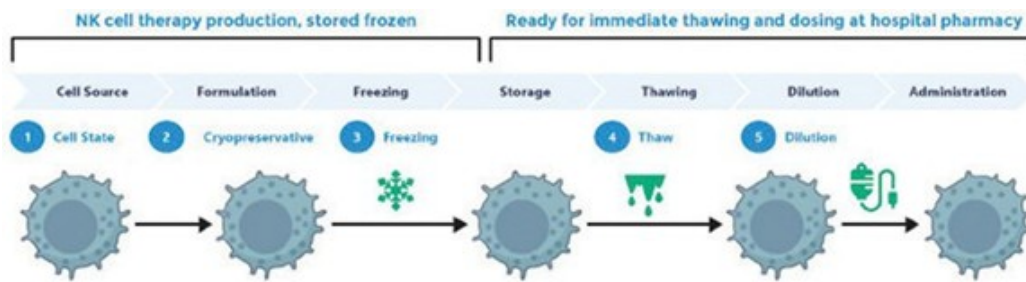 NK cell therapy production, stored frozen
Ready for immediate thawing and dosing at hospital pharmacy
Cell Source Formulation Freezing Storage Thawing Dilution Administration
1 Cell State 2 Cryopreservative 3 Freezing 4 Thaw 5 Dilution